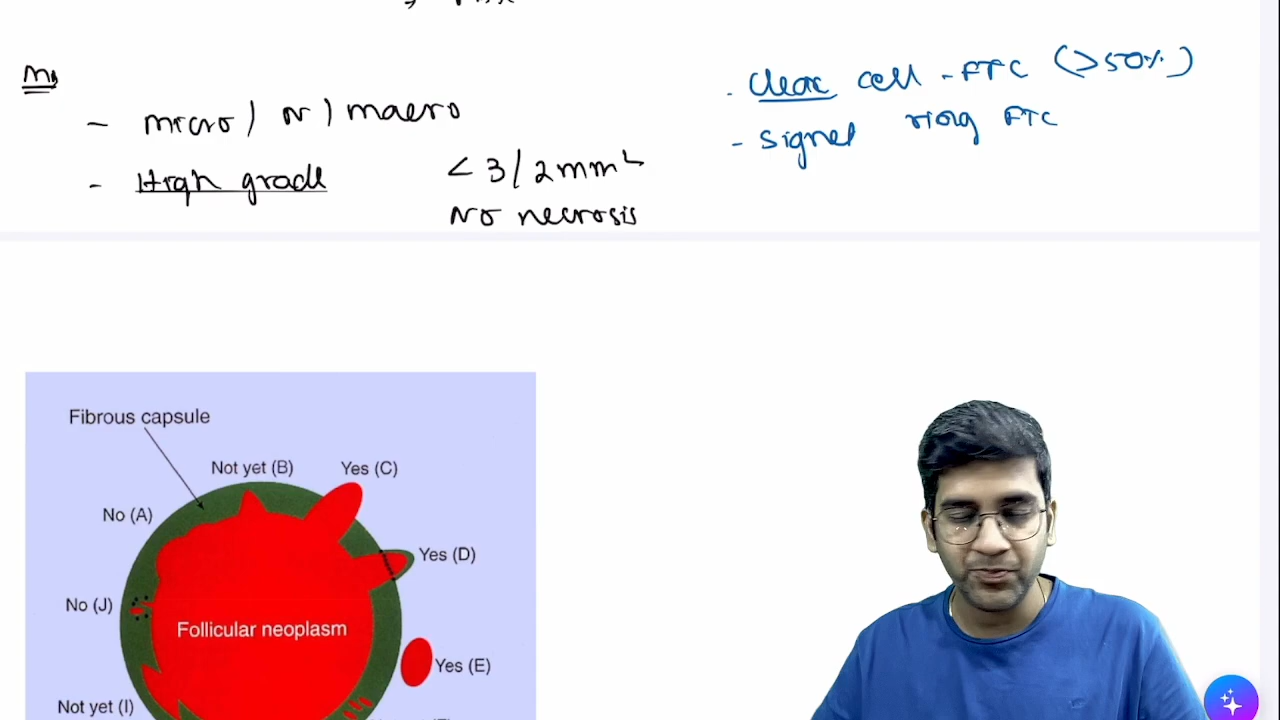 M,
- micro / N / macro
- High grade
< 3 / 2mm²
No necrosis
. Clear cell - FTC (>50%)
- Signet ring FTC
Fibrous capsule
Not yet (B)
Yes (C)
No (A)
Yes (D)
No (J)
Follicular neoplasm
Yes (E)
Not yet (I)